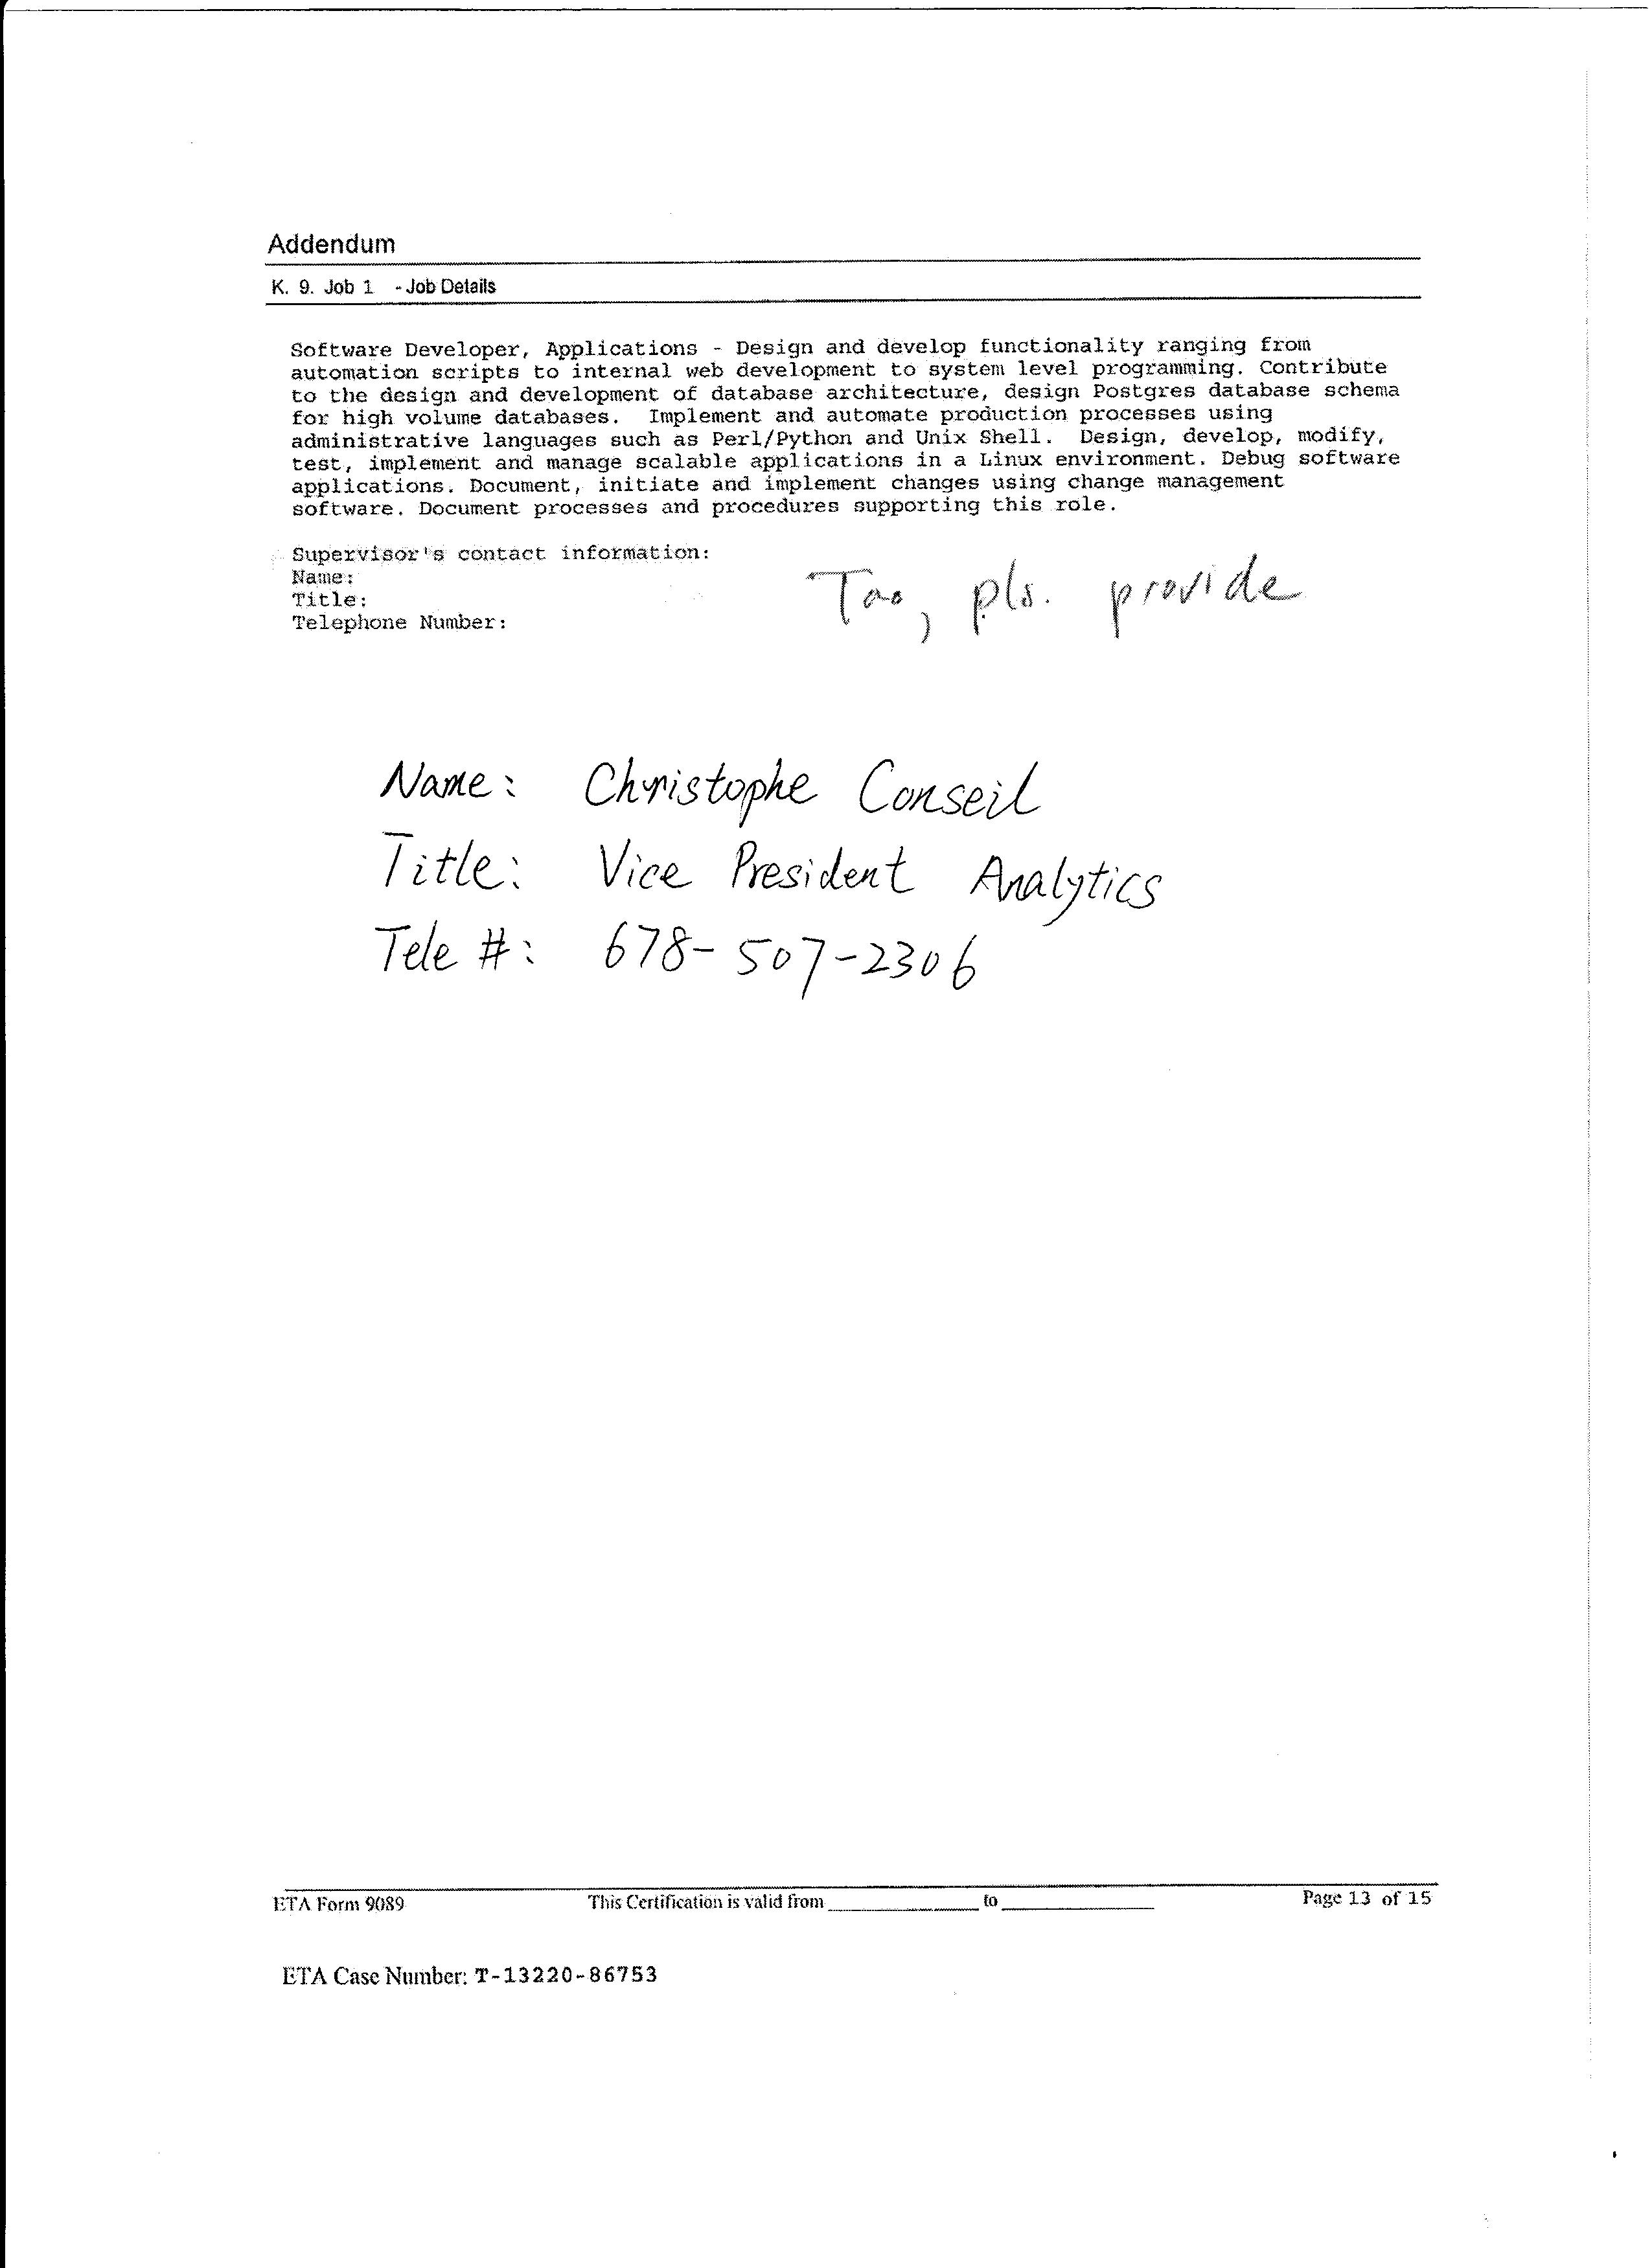 Addendum
K. 9. Job 1 - Job Details
Software Developer, Applications - Design and develop functionality ranging from
automation scripts to internal web development to system level programming. Contribute
to the design and development of database architecture, design Postgres database schema
for high volume databases. Implement and automate production processes using
administrative languages such as Perl/Python and Unix Shell. Design, develop, modify,
test, implement and manage scalable applications in a Linux environment. Debug software
applications. Document, initiate and implement changes using change management
software. Document processes and procedures supporting this role.
Supervisor's contact information:
Name:
Title:
Telephone Number:
Tao, pls. provide
Name: Christophe Conseil
Title: Vice President Analytics
Tele #: 678-507-2306
ETA Form 9089 This Certification is valid from ____________ to ____________ Page 13 of 15
ETA Case Number: T-13220-86753